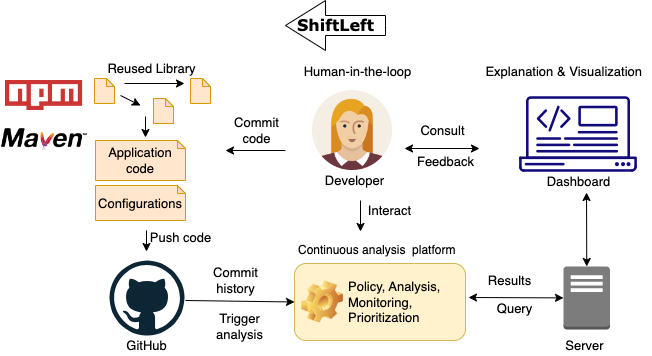 ShiftLeft
Reused Library
Human-in-the-loop
Explanation & Visualization
npm
Maven™
Commit
code
Consult
Feedback
Application
code
Developer
Dashboard
Configurations
Interact
Push code
Continuous analysis platform
Commit
history
Trigger
analysis
Policy, Analysis,
Monitoring,
Prioritization
Results
Query
GitHub
Server